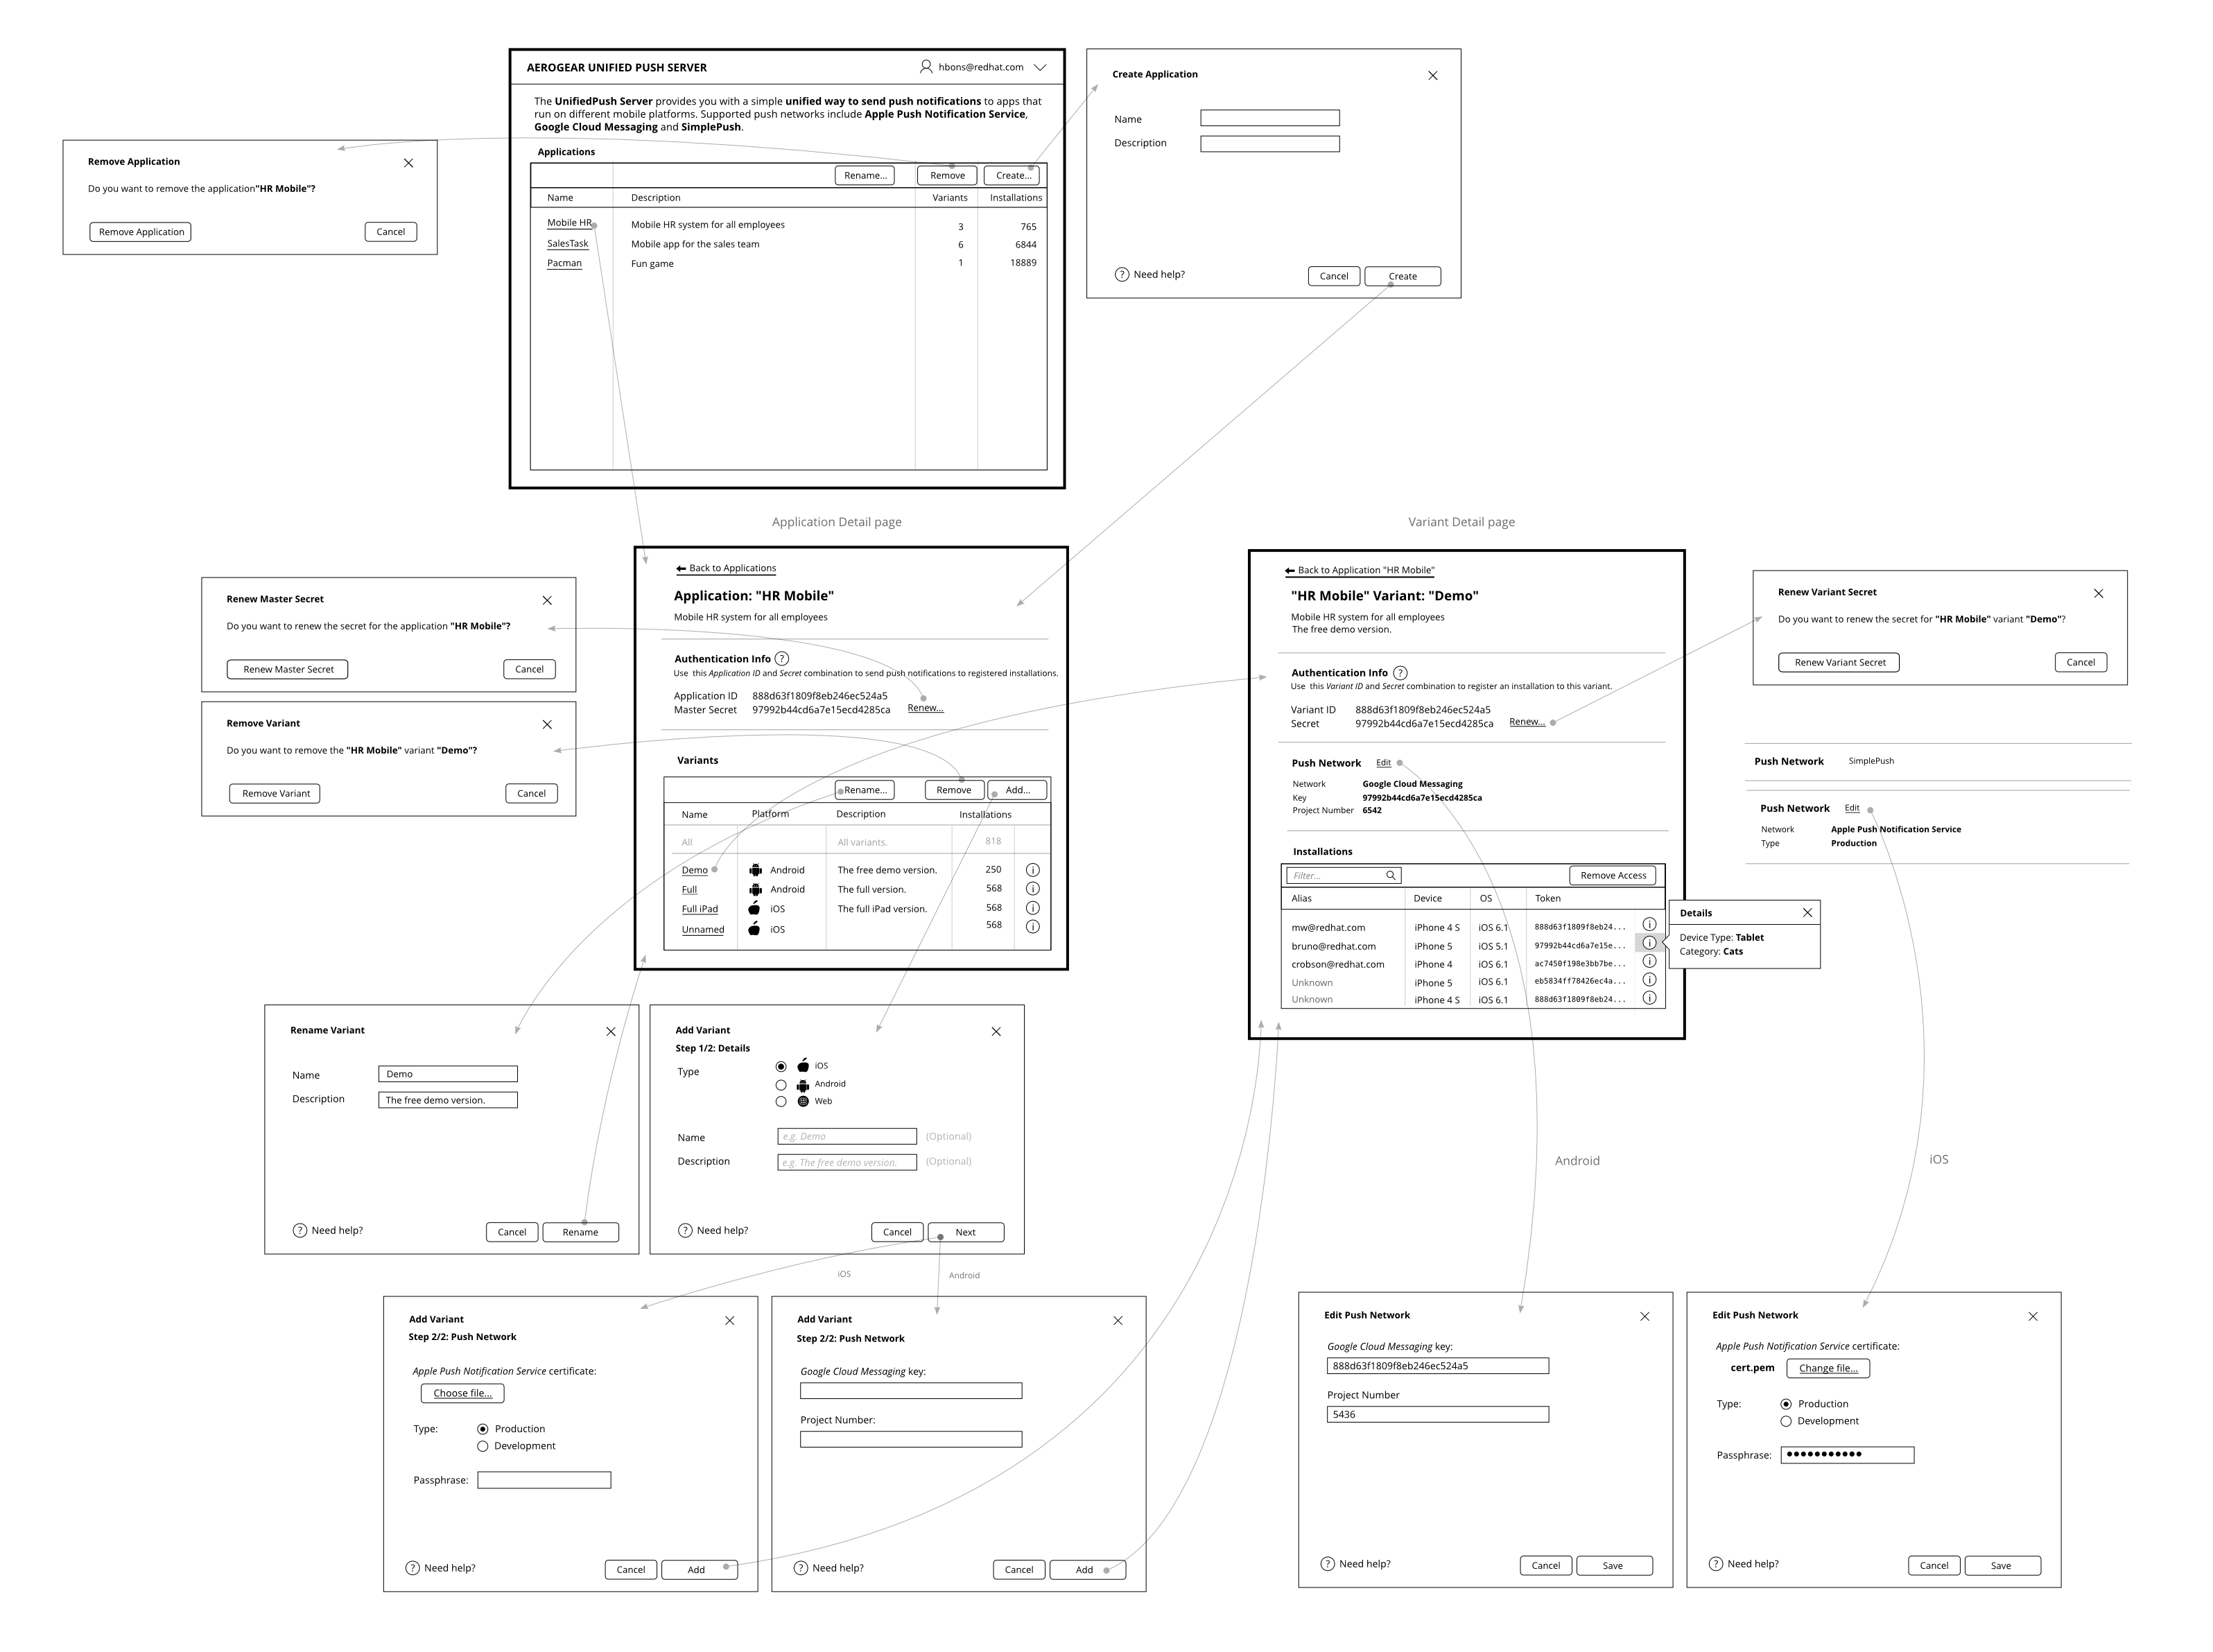 AEROGEAR UNIFIED PUSH SERVER
hbons@redhat.com
The UnifiedPush Server provides you with a simple unified way to send push notifications to apps that
run on different mobile platforms. Supported push networks include Apple Push Notification Service,
Google Cloud Messaging and SimplePush.
Applications
Rename... Remove Create...
Name Description Variants Installations
Mobile HR Mobile HR system for all employees 3 765
SalesTask Mobile app for the sales team 6 6844
Pacman Fun game 1 18889
Create Application
Name
Description
? Need help? Cancel Create
Remove Application
Do you want to remove the application"HR Mobile"?
Remove Application Cancel
Application Detail page
Back to Applications
Application: "HR Mobile"
Mobile HR system for all employees
Authentication Info ?
Use this Application ID and Secret combination to send push notifications to registered installations.
Application ID 888d63f1809f8eb246ec524a5
Master Secret 97992b44cd6a7e15ecd4285ca Renew...
Variants
Rename... Remove Add...
Name Platform Description Installations
All All variants. 818
Demo Android The free demo version. 250 i
Full Android The full version. 568 i
Full iPad iOS The full iPad version. 568 i
Unnamed iOS 568 i
Renew Master Secret
Do you want to renew the secret for the application "HR Mobile"?
Renew Master Secret Cancel
Remove Variant
Do you want to remove the "HR Mobile" variant "Demo"?
Remove Variant Cancel
Variant Detail page
Back to Application "HR Mobile"
"HR Mobile" Variant: "Demo"
Mobile HR system for all employees
The free demo version.
Authentication Info ?
Use this Variant ID and Secret combination to register an installation to this variant.
Variant ID 888d63f1809f8eb246ec524a5
Secret 97992b44cd6a7e15ecd4285ca Renew...
Push Network Edit
Network Google Cloud Messaging
Key 97992b44cd6a7e15ecd4285ca
Project Number 6542
Installations
Filter... Remove Access
Alias Device OS Token
mw@redhat.com iPhone 4 S iOS 6.1 888d63f1809f8eb24... i
bruno@redhat.com iPhone 5 iOS 5.1 97992b44cd6a7e15e... i
crobson@redhat.com iPhone 4 iOS 6.1 ac7450f198e3bb7be... i
Unknown iPhone 5 iOS 6.1 eb5834ff78426ec4a... i
Unknown iPhone 4 S iOS 6.1 888d63f1809f8eb24... i
Details
Device Type: Tablet
Category: Cats
Renew Variant Secret
Do you want to renew the secret for "HR Mobile" variant "Demo"?
Renew Variant Secret Cancel
Push Network SimplePush
Push Network Edit
Network Apple Push Notification Service
Type Production
Rename Variant
Name Demo
Description The free demo version.
? Need help? Cancel Rename
Add Variant
Step 1/2: Details
Type iOS
Android
Web
Name e.g. Demo (Optional)
Description e.g. The free demo version. (Optional)
? Need help? Cancel Next
iOS
Android
Android
iOS
Add Variant
Step 2/2: Push Network
Apple Push Notification Service certificate:
Choose file...
Type: Production
Development
Passphrase:
? Need help? Cancel Add
Add Variant
Step 2/2: Push Network
Google Cloud Messaging key:
Project Number:
? Need help? Cancel Add
Edit Push Network
Google Cloud Messaging key:
888d63f1809f8eb246ec524a5
Project Number
5436
? Need help? Cancel Save
Edit Push Network
Apple Push Notification Service certificate:
cert.pem Change file...
Type: Production
Development
Passphrase: ●●●●●●●●●●●
? Need help? Cancel Save